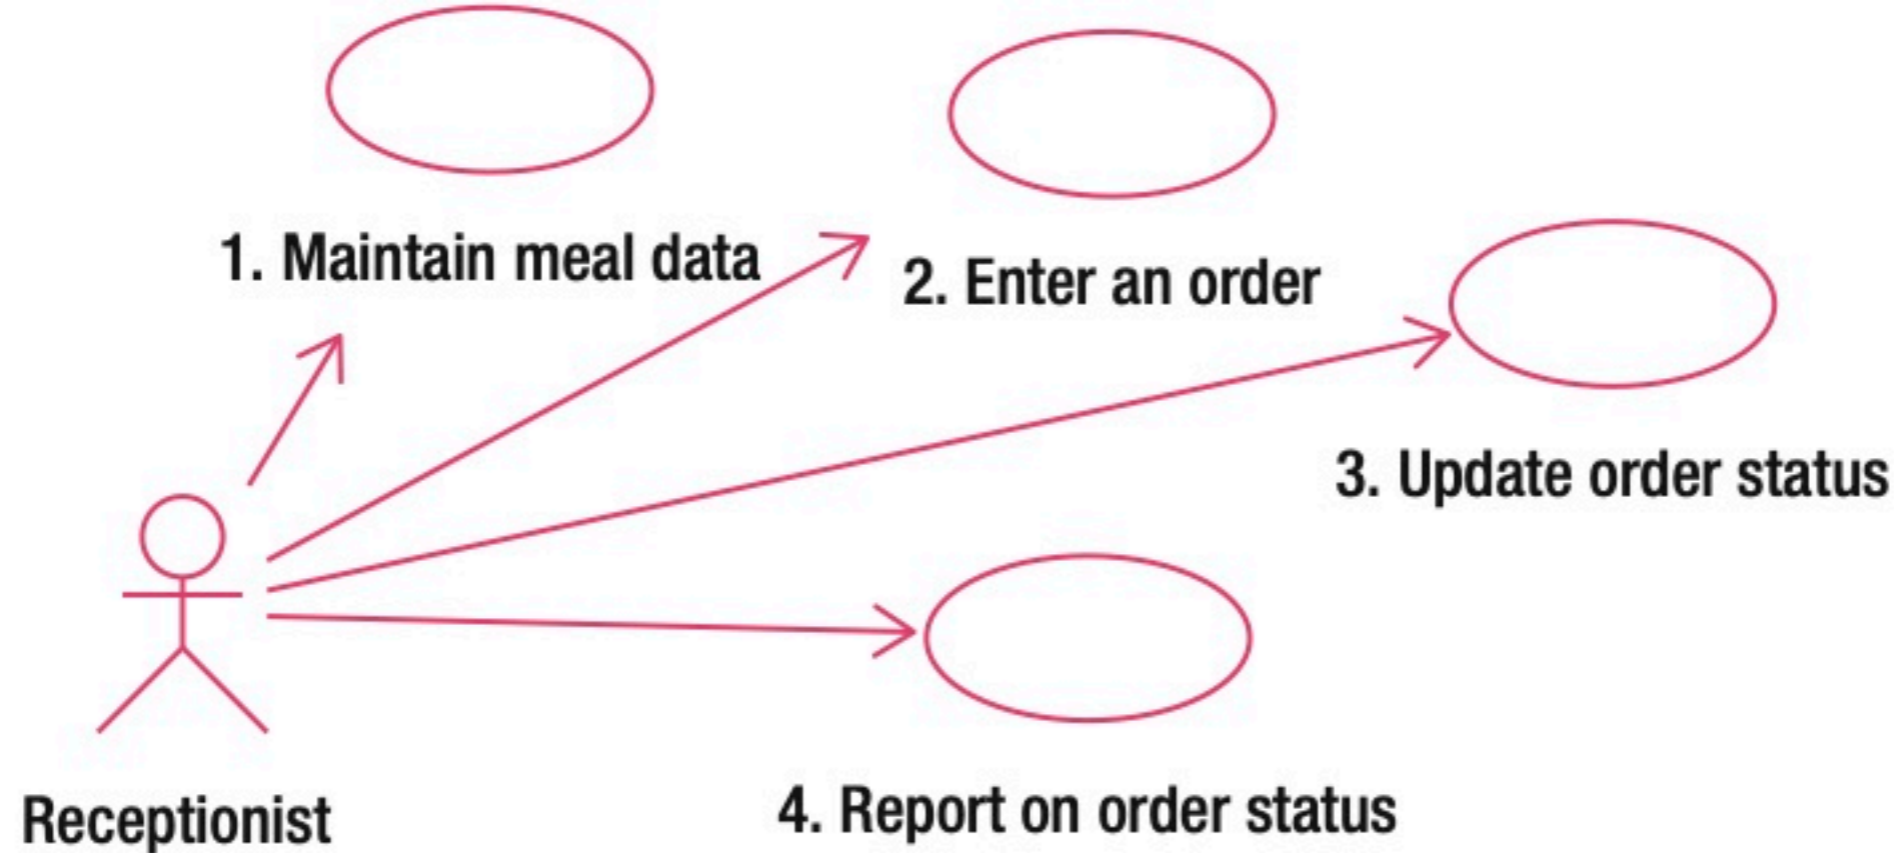 1. Maintain meal data
2. Enter an order
3. Update order status
4. Report on order status
Receptionist